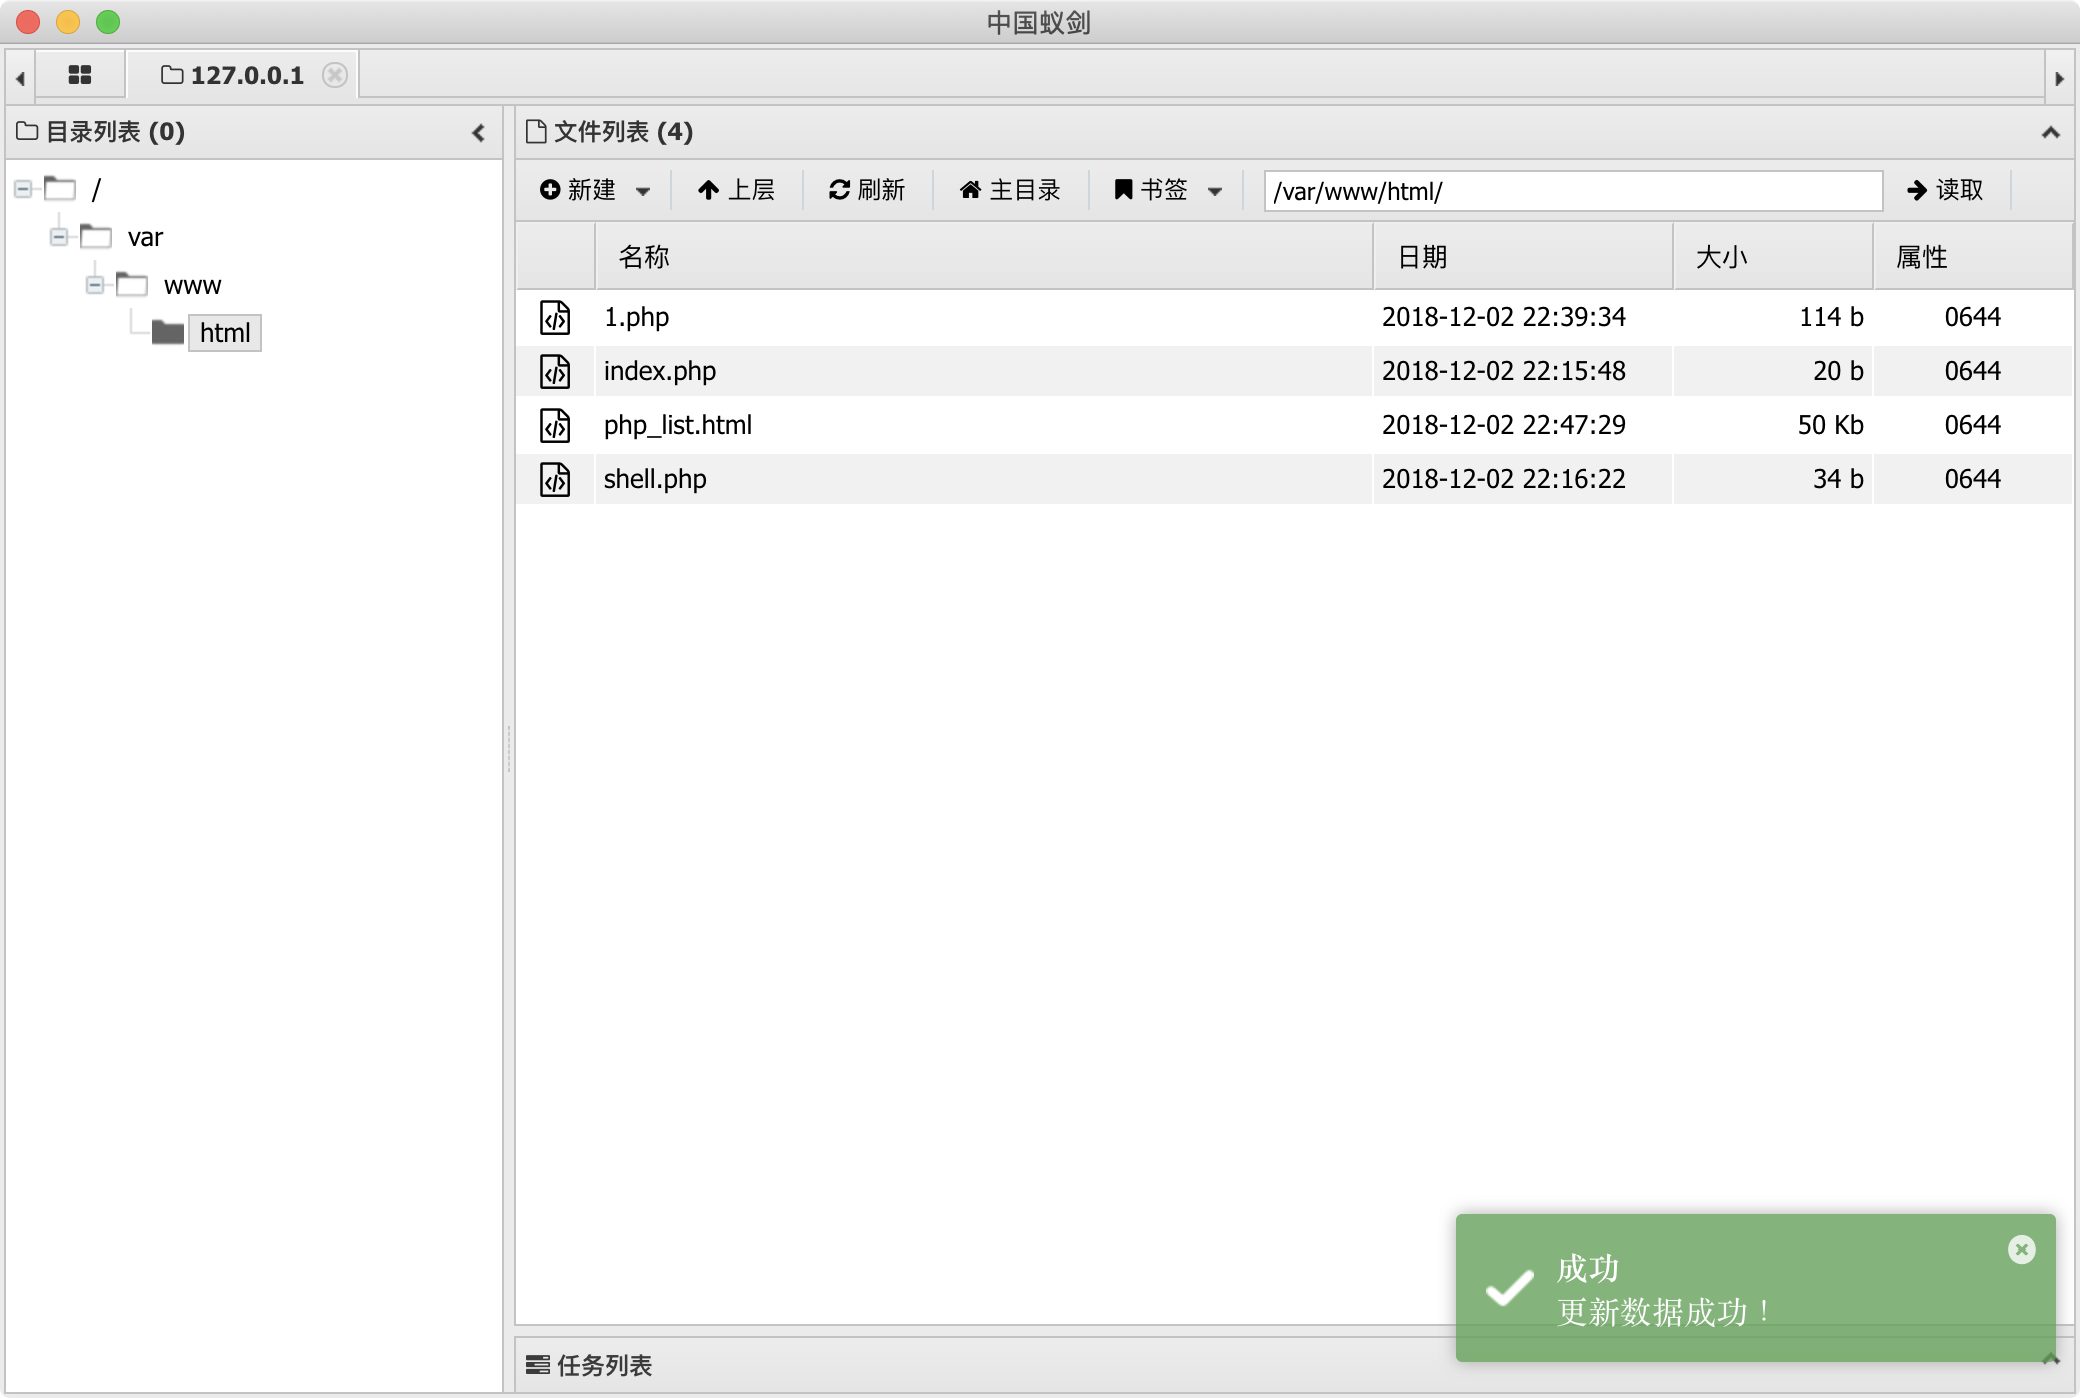 中国蚁剑
127.0.0.1
目录列表 (0)
文件列表 (4)
新建 上层 刷新 主目录 书签 /var/www/html/ 读取
/
var
www
html
名称 日期 大小 属性
1.php 2018-12-02 22:39:34 114 b 0644
index.php 2018-12-02 22:15:48 20 b 0644
php_list.html 2018-12-02 22:47:29 50 Kb 0644
shell.php 2018-12-02 22:16:22 34 b 0644
成功
更新数据成功！
任务列表